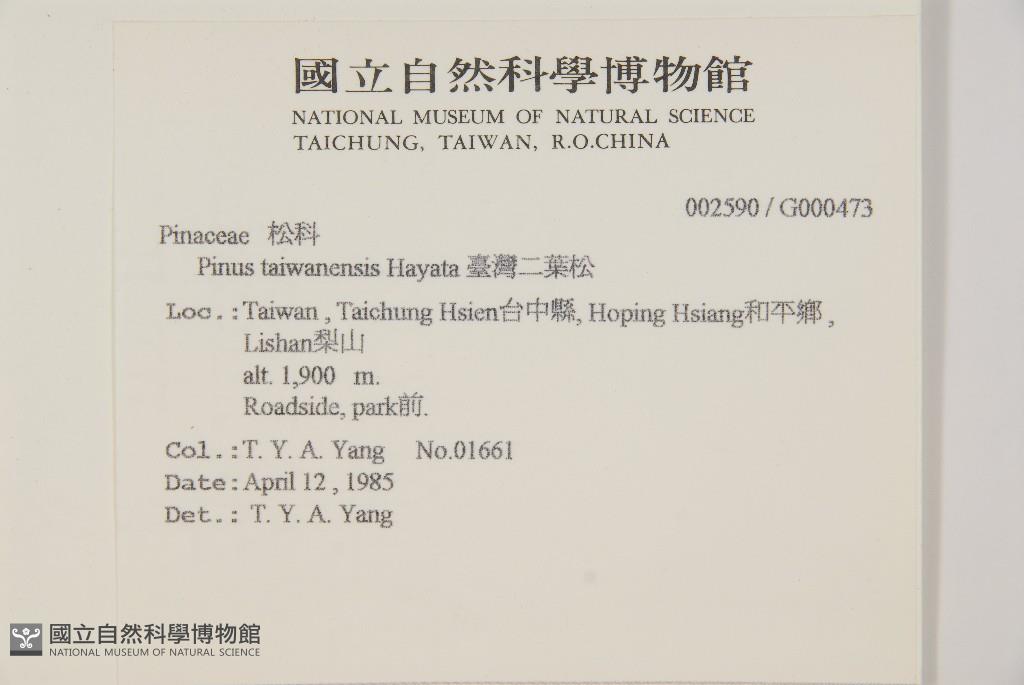 國立自然科學博物館
NATIONAL MUSEUM OF NATURAL SCIENCE
TAICHUNG, TAIWAN, R.O.CHINA
002590 / G000473
Pinaceae 松科
Pinus taiwanensis Hayata 臺灣二葉松
Loc.: Taiwan , Taichung Hsien台中縣, Hoping Hsiang和平鄉 ,
Lishan梨山
alt. 1,900 m.
Roadside, park前.
Col.: T. Y. A. Yang No.01661
Date: April 12 , 1985
Det.: T. Y. A. Yang
國立自然科學博物館
NATIONAL MUSEUM OF NATURAL SCIENCE